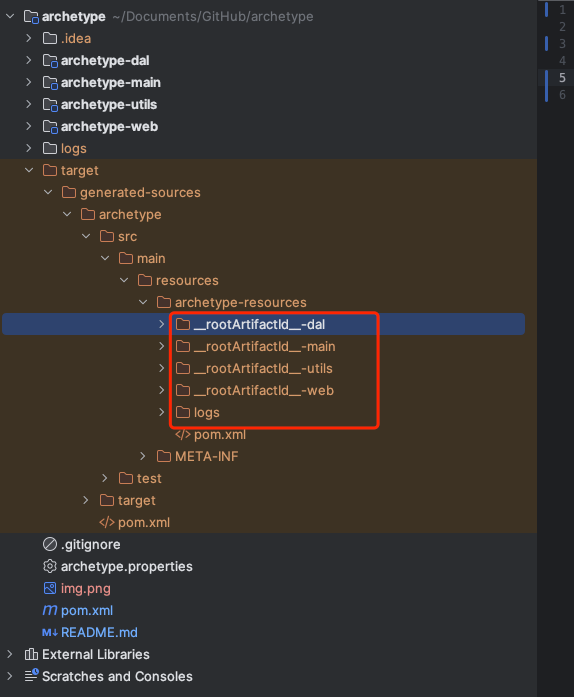 archetype ~/Documents/GitHub/archetype
.idea
archetype-dal
archetype-main
archetype-utils
archetype-web
logs
target
generated-sources
archetype
src
main
resources
archetype-resources
__rootArtifactId__-dal
__rootArtifactId__-main
__rootArtifactId__-utils
__rootArtifactId__-web
logs
</> pom.xml
META-INF
test
target
</> pom.xml
.gitignore
archetype.properties
img.png
m pom.xml
M↓ README.md
External Libraries
Scratches and Consoles
1
2
3
4
5
6